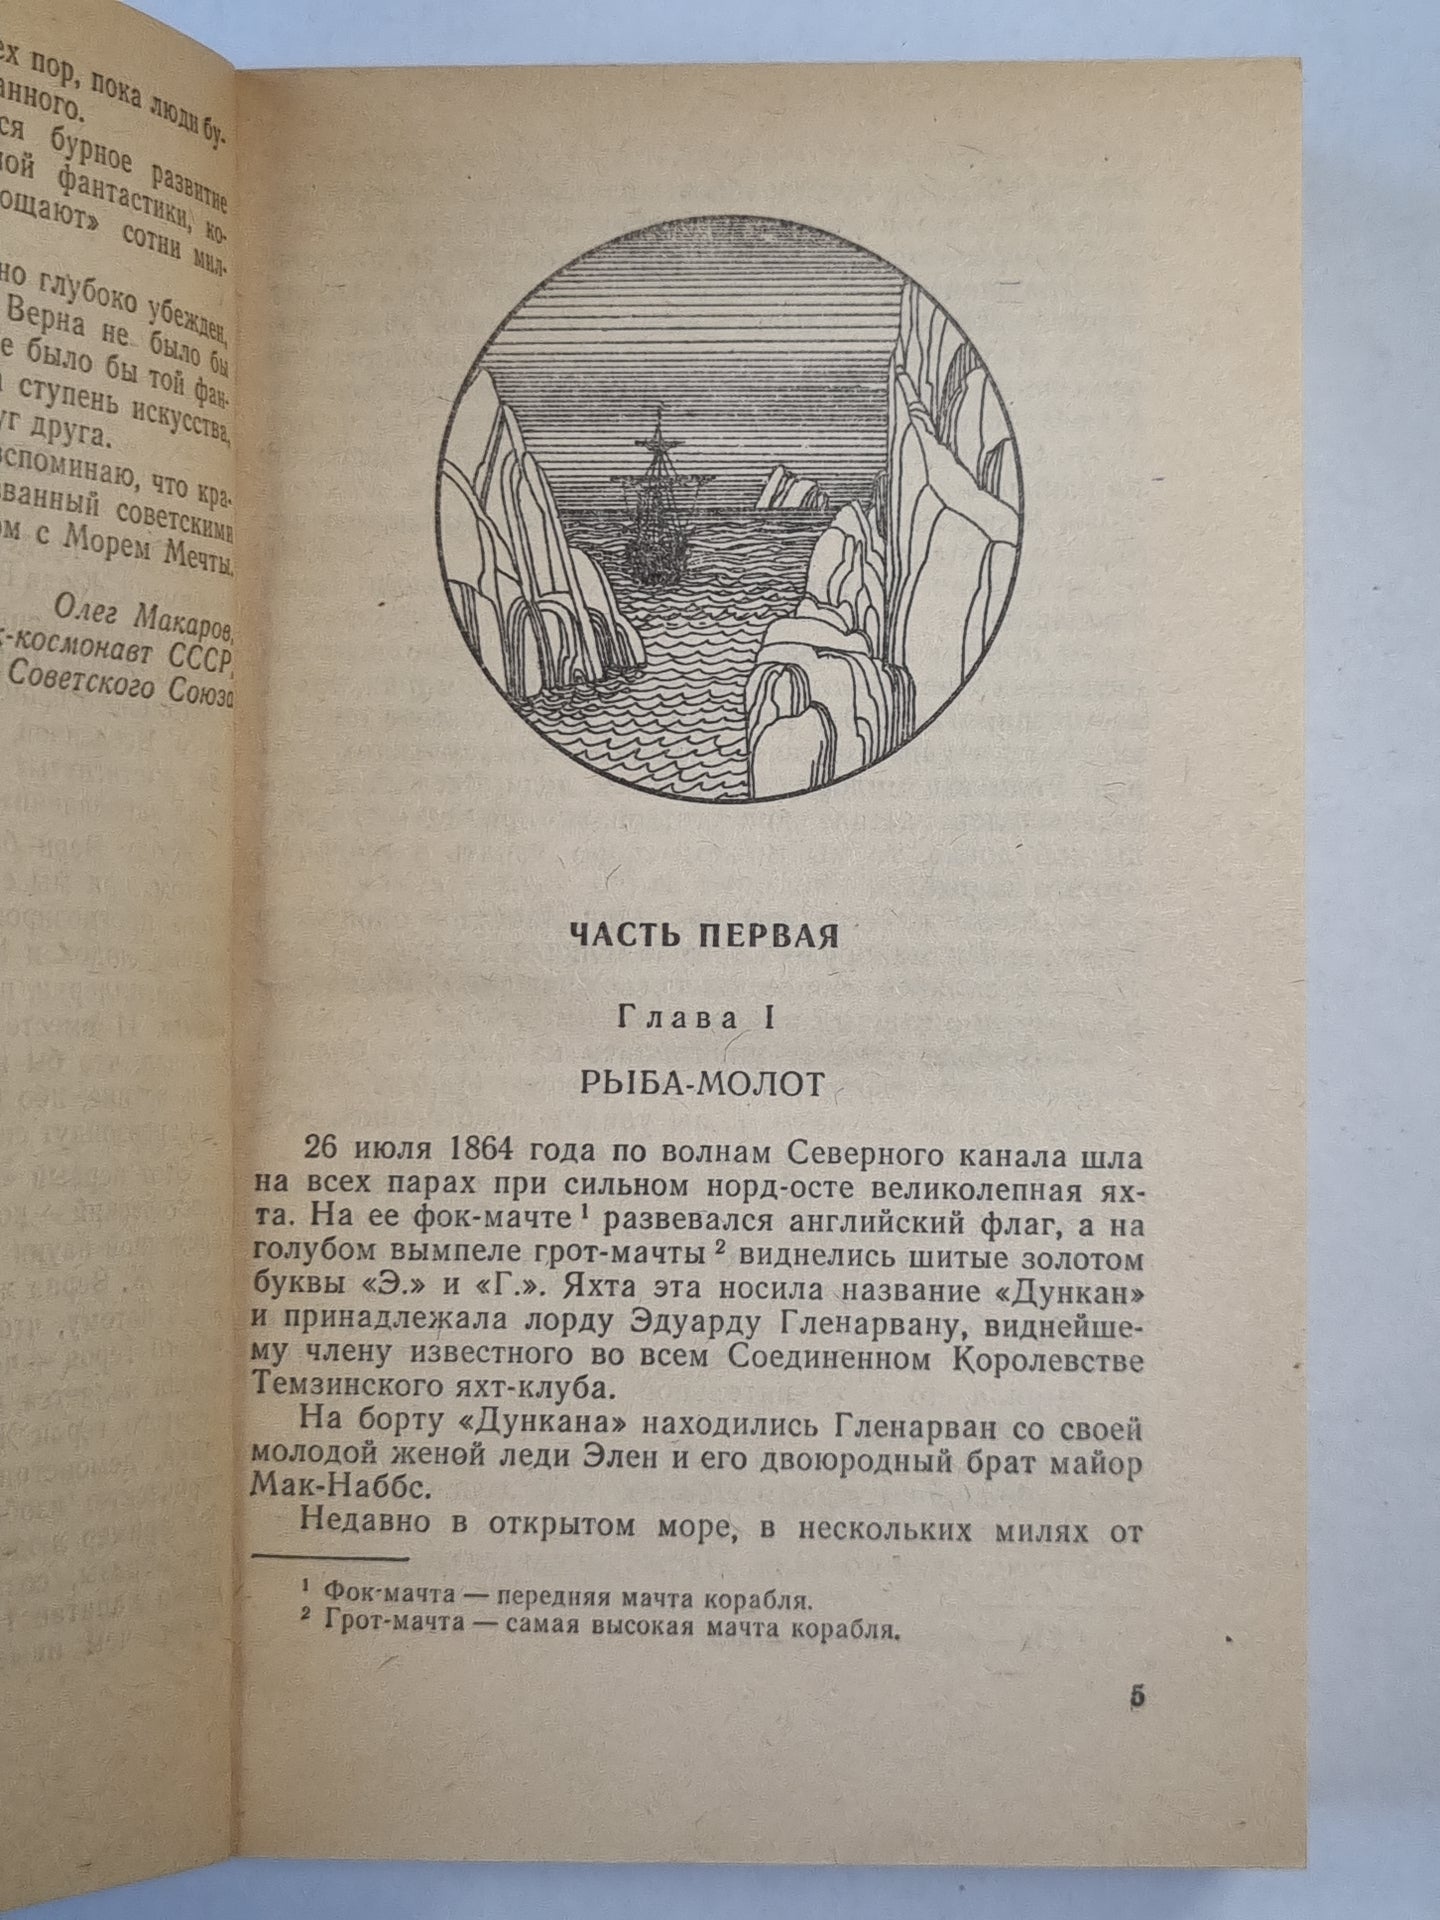 ех пор, пока люди бу-
анного.
ся бурное развитие
ной фантастики, ко-
ощают» сотни мил-
но глубоко убежден,
Верна не было бы
е было бы той фан-
ступень искусства,
уг друга.
вспоминаю, что кра-
званный советскими
ом с Морем Мечты.
Олег Макаров,
к-космонавт СССР,
Советского Союза
ЧАСТЬ ПЕРВАЯ
Глава I
РЫБА-МОЛОТ
26 июля 1864 года по волнам Северного канала шла
на всех парах при сильном норд-осте великолепная ях-
та. На ее фок-мачте ¹ развевался английский флаг, а на
голубом вымпеле грот-мачты ² виднелись шитые золотом
буквы «Э.» и «Г.». Яхта эта носила название «Дункан»
и принадлежала лорду Эдуарду Гленарвану, виднейше-
му члену известного во всем Соединенном Королевстве
Темзинского яхт-клуба.
На борту «Дункана» находились Гленарван со своей
молодой женой леди Элен и его двоюродный брат майор
Мак-Наббс.
Недавно в открытом море, в нескольких милях от
¹ Фок-мачта — передняя мачта корабля.
² Грот-мачта — самая высокая мачта корабля.
5